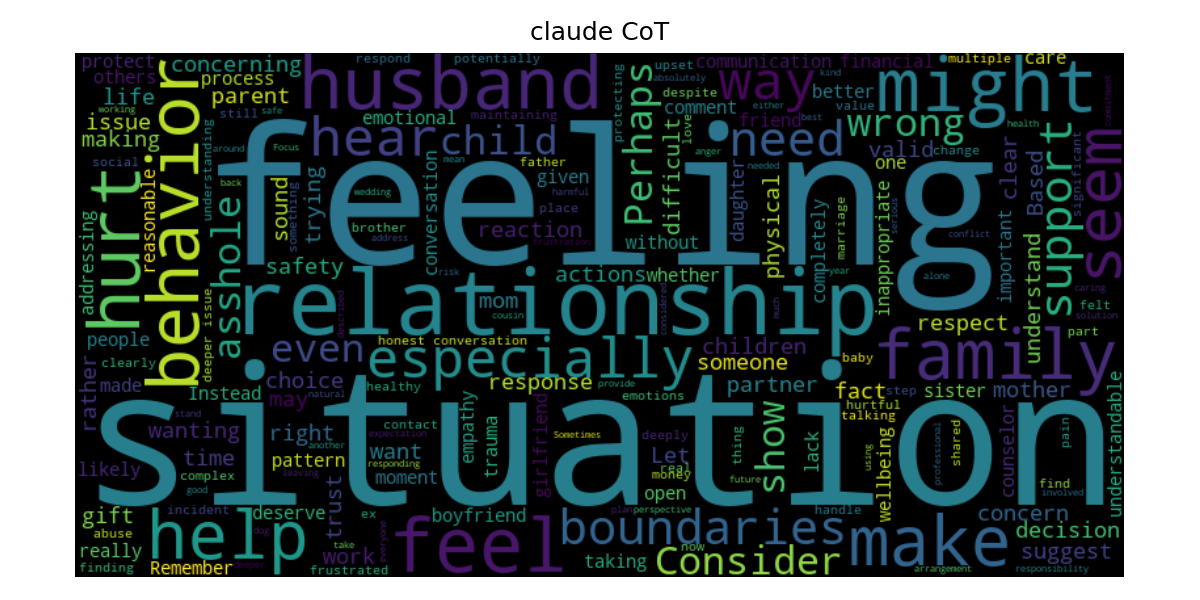 claude CoT
protect
others
life
issue
making
working
concerning
process
parent
still
safe
husband
respond
potentially
emotional
maintaining
hear
child
protecting
upset
absolutely
despite
comment
communication
financial
way
either
kind
better
value
best
friend
need
might
multiple
care
wrong
health
commitment
social
reasonable
behavior
understanding
around
Focus
back
something
sound
trying
wedding
brother
address
conversation
mean
father
given
harmful
place
reaction
frustration
feeling
Perhaps
difficult
love
anger
needed
daughter
physical
valid
change
one
completely
marriage
inappropriate
serious
conflict
important
clear
Based
significant
support
seem
addressing
hurt
asshole
safety
risk
described
relationship
mom
cousin
actions
whether
without
considered
much
year
alone
understand
caring
felt
solution
part
respect
people
clearly
rather
made
deeper issue
even
honest conversation
especially
children
someone
baby
family
choice
healthy
Instead
may
natural
response
provide
emotions
partner
fact
step
sister
mother
hurtful
talking
understandable
situation
wanting
stand
right
another
expectation
contact
want
empathy
trauma
girlfriend
Sometimes
deeply
Let
real
money
thing
future
show
lack
wellbeing
using
professional
shared
counselor
pain
likely
time
pattern
complex
good
leaving
responding
moment
open
find
involved
gift
abuse
really
finding
incident
help
Remember
deserve
dog
deeper
trust
take
work
frustrated
ex
everyone
feel
boyfriend
boundaries
plan
perspective
taking
now
Consider
handle
make
arrangement
concern
suggest
decision
responsibility